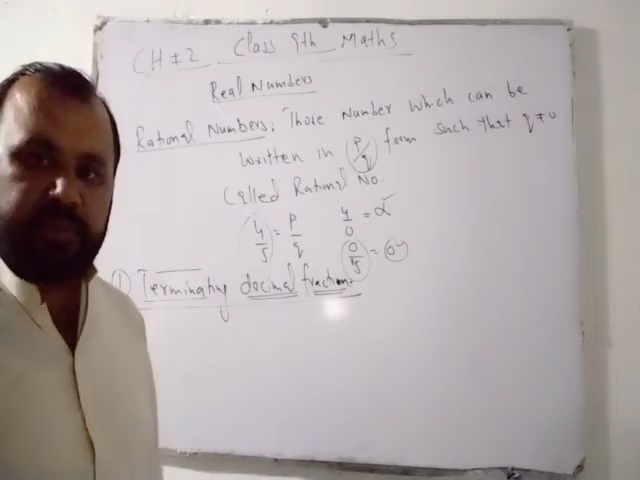 CH # 2 Class 9th Maths
Real Numbers
Rational Numbers: Those Number which can be
written in (P/q) form such that q ≠ 0
Called Rational No.
4/5 = P/q 4/0 = α
0/5 = 0
① Terminating decimal fraction: